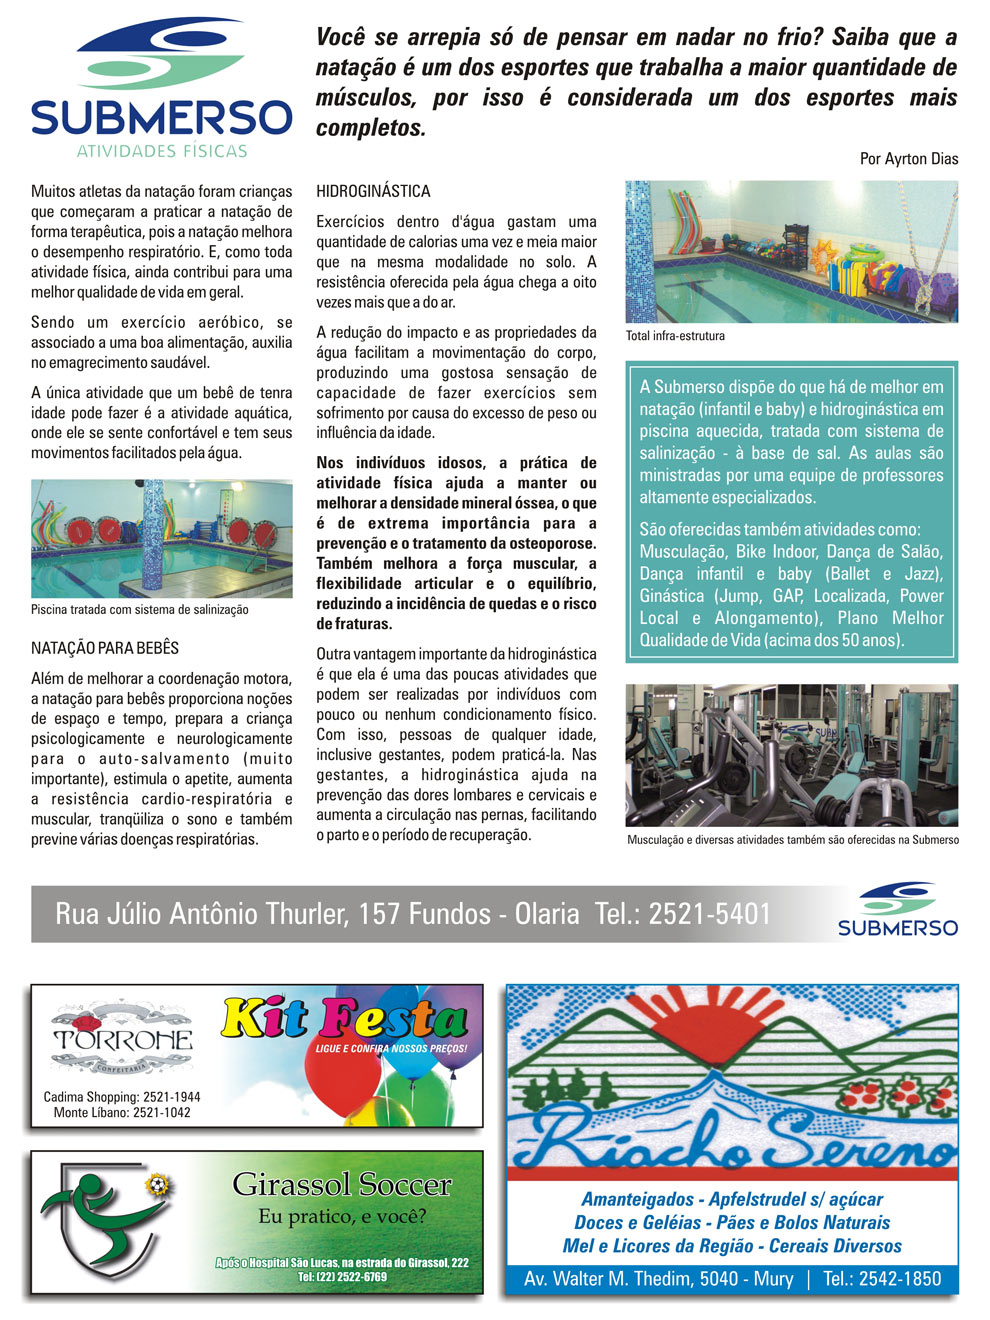 SUBMERSO
ATIVIDADES FÍSICAS
Você se arrepia só de pensar em nadar no frio? Saiba que a
natação é um dos esportes que trabalha a maior quantidade de
músculos, por isso é considerada um dos esportes mais
completos.
Por Ayrton Dias
Muitos atletas da natação foram crianças
que começaram a praticar a natação de
forma terapêutica, pois a natação melhora
o desempenho respiratório. E, como toda
atividade física, ainda contribui para uma
melhor qualidade de vida em geral.
Sendo um exercício aeróbico, se
associado a uma boa alimentação, auxilia
no emagrecimento saudável.
A única atividade que um bebê de tenra
idade pode fazer é a atividade aquática,
onde ele se sente confortável e tem seus
movimentos facilitados pela água.
Piscina tratada com sistema de salinização
NATAÇÃO PARA BEBÊS
Além de melhorar a coordenação motora,
a natação para bebês proporciona noções
de espaço e tempo, prepara a criança
psicologicamente e neurologicamente
para o auto-salvamento (muito
importante), estimula o apetite, aumenta
a resistência cardio-respiratória e
muscular, tranqüiliza o sono e também
previne várias doenças respiratórias.
HIDROGINÁSTICA
Exercícios dentro d'água gastam uma
quantidade de calorias uma vez e meia maior
que na mesma modalidade no solo. A
resistência oferecida pela água chega a oito
vezes mais que a do ar.
A redução do impacto e as propriedades da
água facilitam a movimentação do corpo,
produzindo uma gostosa sensação de
capacidade de fazer exercícios sem
sofrimento por causa do excesso de peso ou
influência da idade.
Nos indivíduos idosos, a prática de
atividade física ajuda a manter ou
melhorar a densidade mineral óssea, o que
é de extrema importância para a
prevenção e o tratamento da osteoporose.
Também melhora a força muscular, a
flexibilidade articular e o equilíbrio,
reduzindo a incidência de quedas e o risco
de fraturas.
Outra vantagem importante da hidroginástica
é que ela é uma das poucas atividades que
podem ser realizadas por indivíduos com
pouco ou nenhum condicionamento físico.
Com isso, pessoas de qualquer idade,
inclusive gestantes, podem praticá-la. Nas
gestantes, a hidroginástica ajuda na
prevenção das dores lombares e cervicais e
aumenta a circulação nas pernas, facilitando
o parto e o período de recuperação.
Total infra-estrutura
A Submerso dispõe do que há de melhor em
natação (infantil e baby) e hidroginástica em
piscina aquecida, tratada com sistema de
salinização - à base de sal. As aulas são
ministradas por uma equipe de professores
altamente especializados.
São oferecidas também atividades como:
Musculação, Bike Indoor, Dança de Salão,
Dança infantil e baby (Ballet e Jazz),
Ginástica (Jump, GAP, Localizada, Power
Local e Alongamento), Plano Melhor
Qualidade de Vida (acima dos 50 anos).
SUBMERSO
Musculação e diversas atividades também são oferecidas na Submerso
Rua Júlio Antônio Thurler, 157 Fundos - Olaria Tel.: 2521-5401
SUBMERSO
TORRONE
CONFEITARIA
Cadima Shopping: 2521-1944
Monte Líbano: 2521-1042
Kit Festa
LIGUE E CONFIRA NOSSOS PREÇOS!
Girassol Soccer
Eu pratico, e você?
Após o Hospital São Lucas, na estrada do Girassol, 222
Tel: (22) 2522-6769
Riacho Sereno
Amanteigados - Apfelstrudel s/ açúcar
Doces e Geléias - Pães e Bolos Naturais
Mel e Licores da Região - Cereais Diversos
Av. Walter M. Thedim, 5040 - Mury | Tel.: 2542-1850